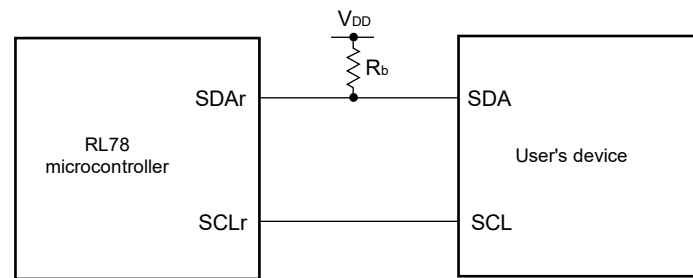 VDD
Rb
SDAr
SDA
RL78
microcontroller
User's device
SCLr
SCL